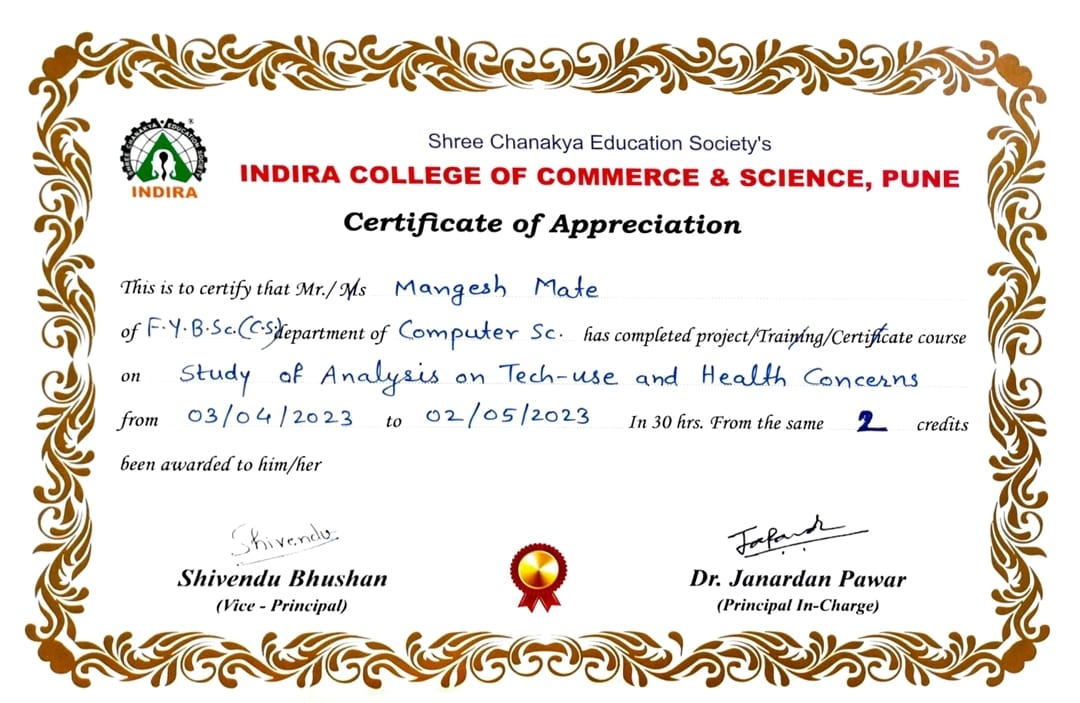 SHREE CHANAKYA EDUCATION SOCIETY
®
INDIRA
Shree Chanakya Education Society's
INDIRA COLLEGE OF COMMERCE & SCIENCE, PUNE
Certificate of Appreciation
This is to certify that Mr./ Ms Mangesh Mate
of F.Y.B.Sc.(C.S) department of Computer Sc. has completed project/Training/Certificate course
on Study of Analysis on Tech-use and Health Concerns
from 03/04/2023 to 02/05/2023 In 30 hrs. From the same 2 credits
been awarded to him/her
Shivendu
Shivendu Bhushan
(Vice - Principal)
Dr. Janardan Pawar
(Principal In-Charge)